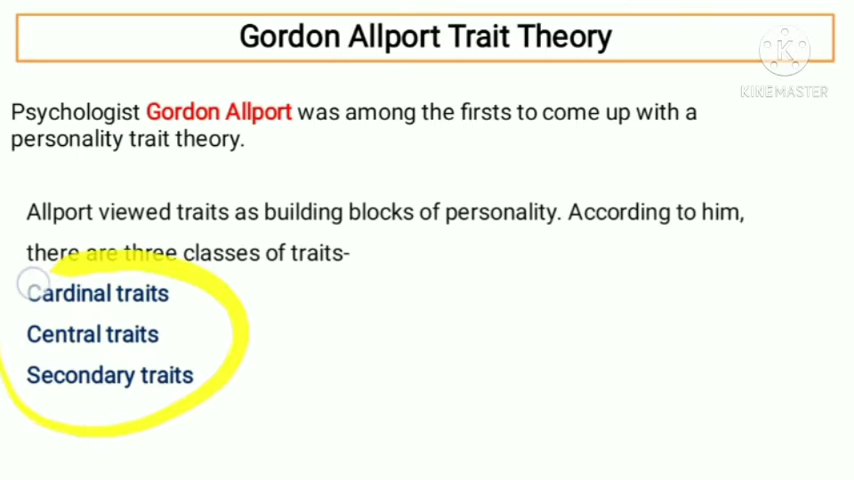 Gordon Allport Trait Theory
K
KINEMASTER
Psychologist Gordon Allport was among the firsts to come up with a
personality trait theory.
Allport viewed traits as building blocks of personality. According to him,
there are three classes of traits-
Cardinal traits
Central traits
Secondary traits